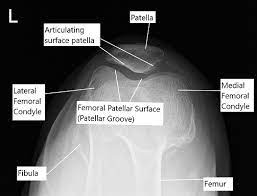 L
Patella
Articulating
surface patella
Lateral
Femoral
Condyle
Medial
Femoral
Condyle
Femoral Patellar Surface
(Patellar Groove)
Fibula
Femur